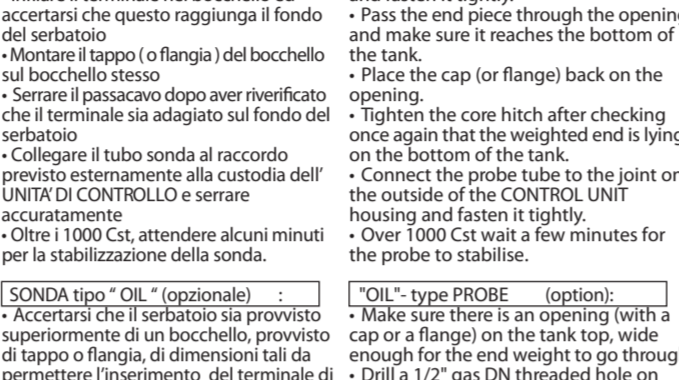 accertarsi che questo raggiunga il fondo
del serbatoio
• Montare il tappo ( o flangia ) del bocchello
sul bocchello stesso
• Serrare il passacavo dopo aver riverificato
che il terminale sia adagiato sul fondo del
serbatoio
• Collegare il tubo sonda al raccordo
previsto esternamente alla custodia dell’
UNITA’ DI CONTROLLO e serrare
accuratamente
• Oltre i 1000 Cst, attendere alcuni minuti
per la stabilizzazione della sonda.
SONDA tipo “ OIL “ (opzionale) :
• Accertarsi che il serbatoio sia provvisto
superiormente di un bocchello, provvisto
di tappo o flangia, di dimensioni tali da
permettere l’inserimento del terminale di
• Pass the end piece through the opening
and make sure it reaches the bottom of
the tank.
• Place the cap (or flange) back on the
opening.
• Tighten the core hitch after checking
once again that the weighted end is lying
on the bottom of the tank.
• Connect the probe tube to the joint on
the outside of the CONTROL UNIT
housing and fasten it tightly.
• Over 1000 Cst wait a few minutes for
the probe to stabilise.
"OIL"- type PROBE (option):
• Make sure there is an opening (with a
cap or a flange) on the tank top, wide
enough for the end weight to go through
• Drill a 1/2" gas DN threaded hole on